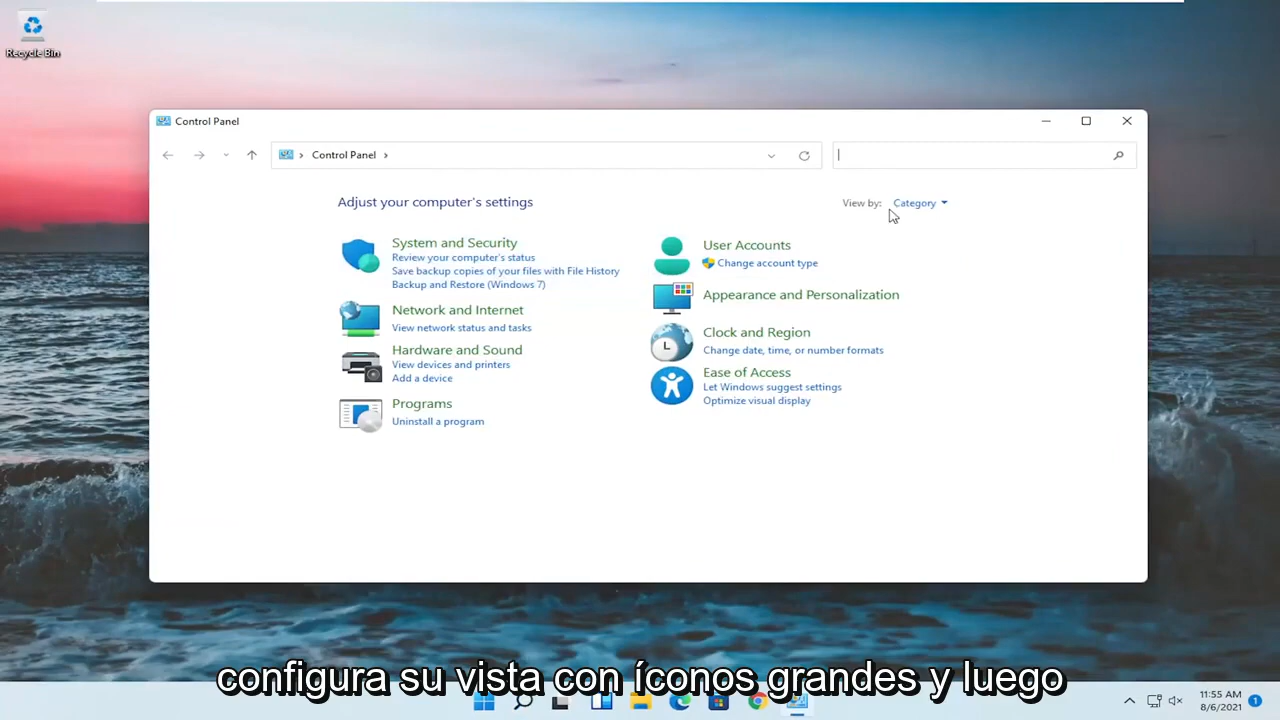 Recycle Bin
Control Panel
Control Panel
Adjust your computer's settings
View by: Category
System and Security
Review your computer's status
Save backup copies of your files with File History
Backup and Restore (Windows 7)
Network and Internet
View network status and tasks
Hardware and Sound
View devices and printers
Add a device
Programs
Uninstall a program
User Accounts
Change account type
Appearance and Personalization
Clock and Region
Change date, time, or number formats
Ease of Access
Let Windows suggest settings
Optimize visual display
configura su vista con íconos grandes y luego
11:55 AM
8/6/2021
1